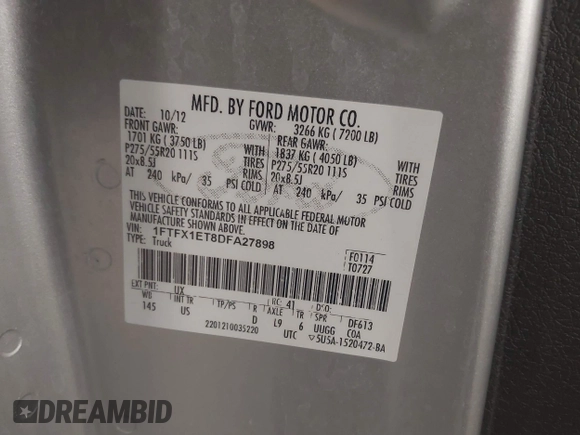 MFD. BY FORD MOTOR CO.
DATE: 10/12 GVWR: 3266 KG ( 7200 LB)
FRONT GAWR: REAR GAWR:
1701 KG ( 3750 LB) WITH 1837 KG ( 4050 LB) WITH
P275/55R20 111S TIRES P275/55R20 111S TIRES
20x8.5J RIMS 20x8.5J RIMS
AT 240 kPa/ 35 PSI COLD AT 240 kPa/ 35 PSI COLD
THIS VEHICLE CONFORMS TO ALL APPLICABLE FEDERAL MOTOR
VEHICLE SAFETY STANDARDS IN EFFECT ON THE DATE OF
MANUFACTURE SHOWN ABOVE.
VIN: 1FTFX1ET8DFA27898 F0114
TYPE: Truck T0727
EXT PNT: UX RC: 41 DF613
WB INT TR TP/PS R AXLE TR SPR COA
145 US D L9 6 UUGG
2201210035220 UTC ▽5U5A-1520472-BA
DREAMBID